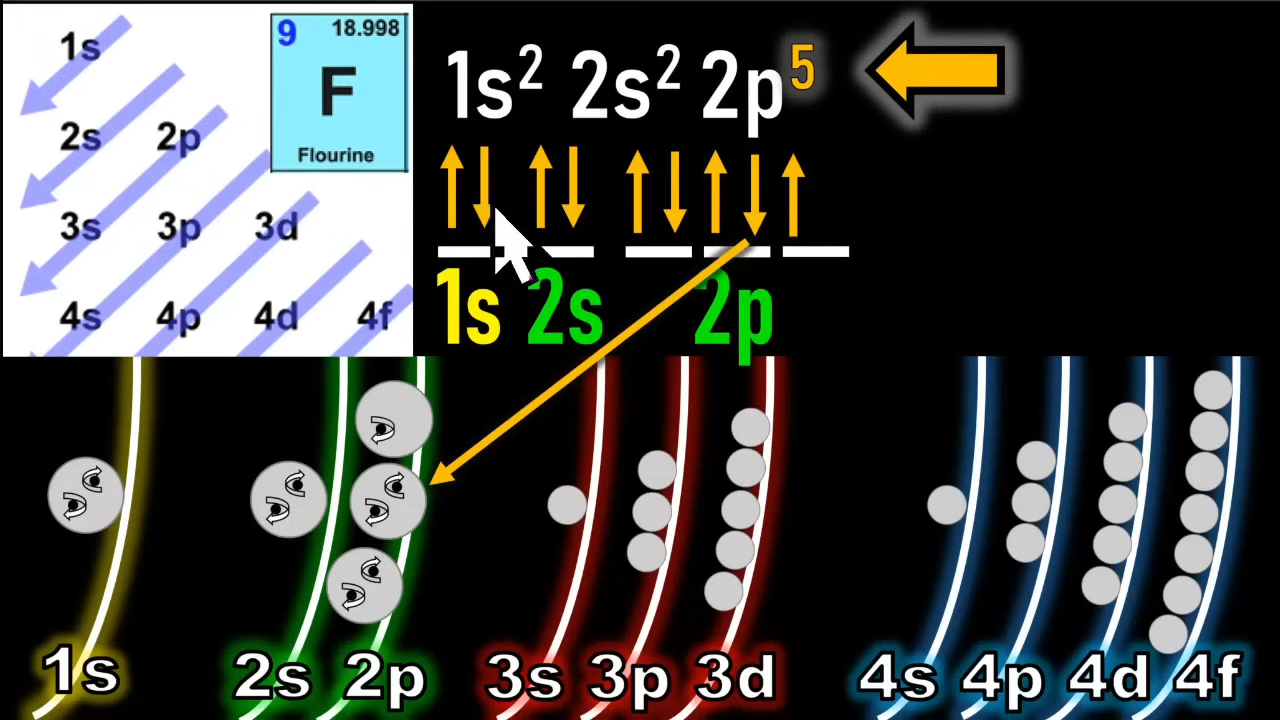 1s
2s 2p
3s 3p 3d
4s 4p 4d 4f
9 18.998
F
Flourine
1s² 2s² 2p⁵
1s 2s 2p
1s 2s 2p 3s 3p 3d 4s 4p 4d 4f